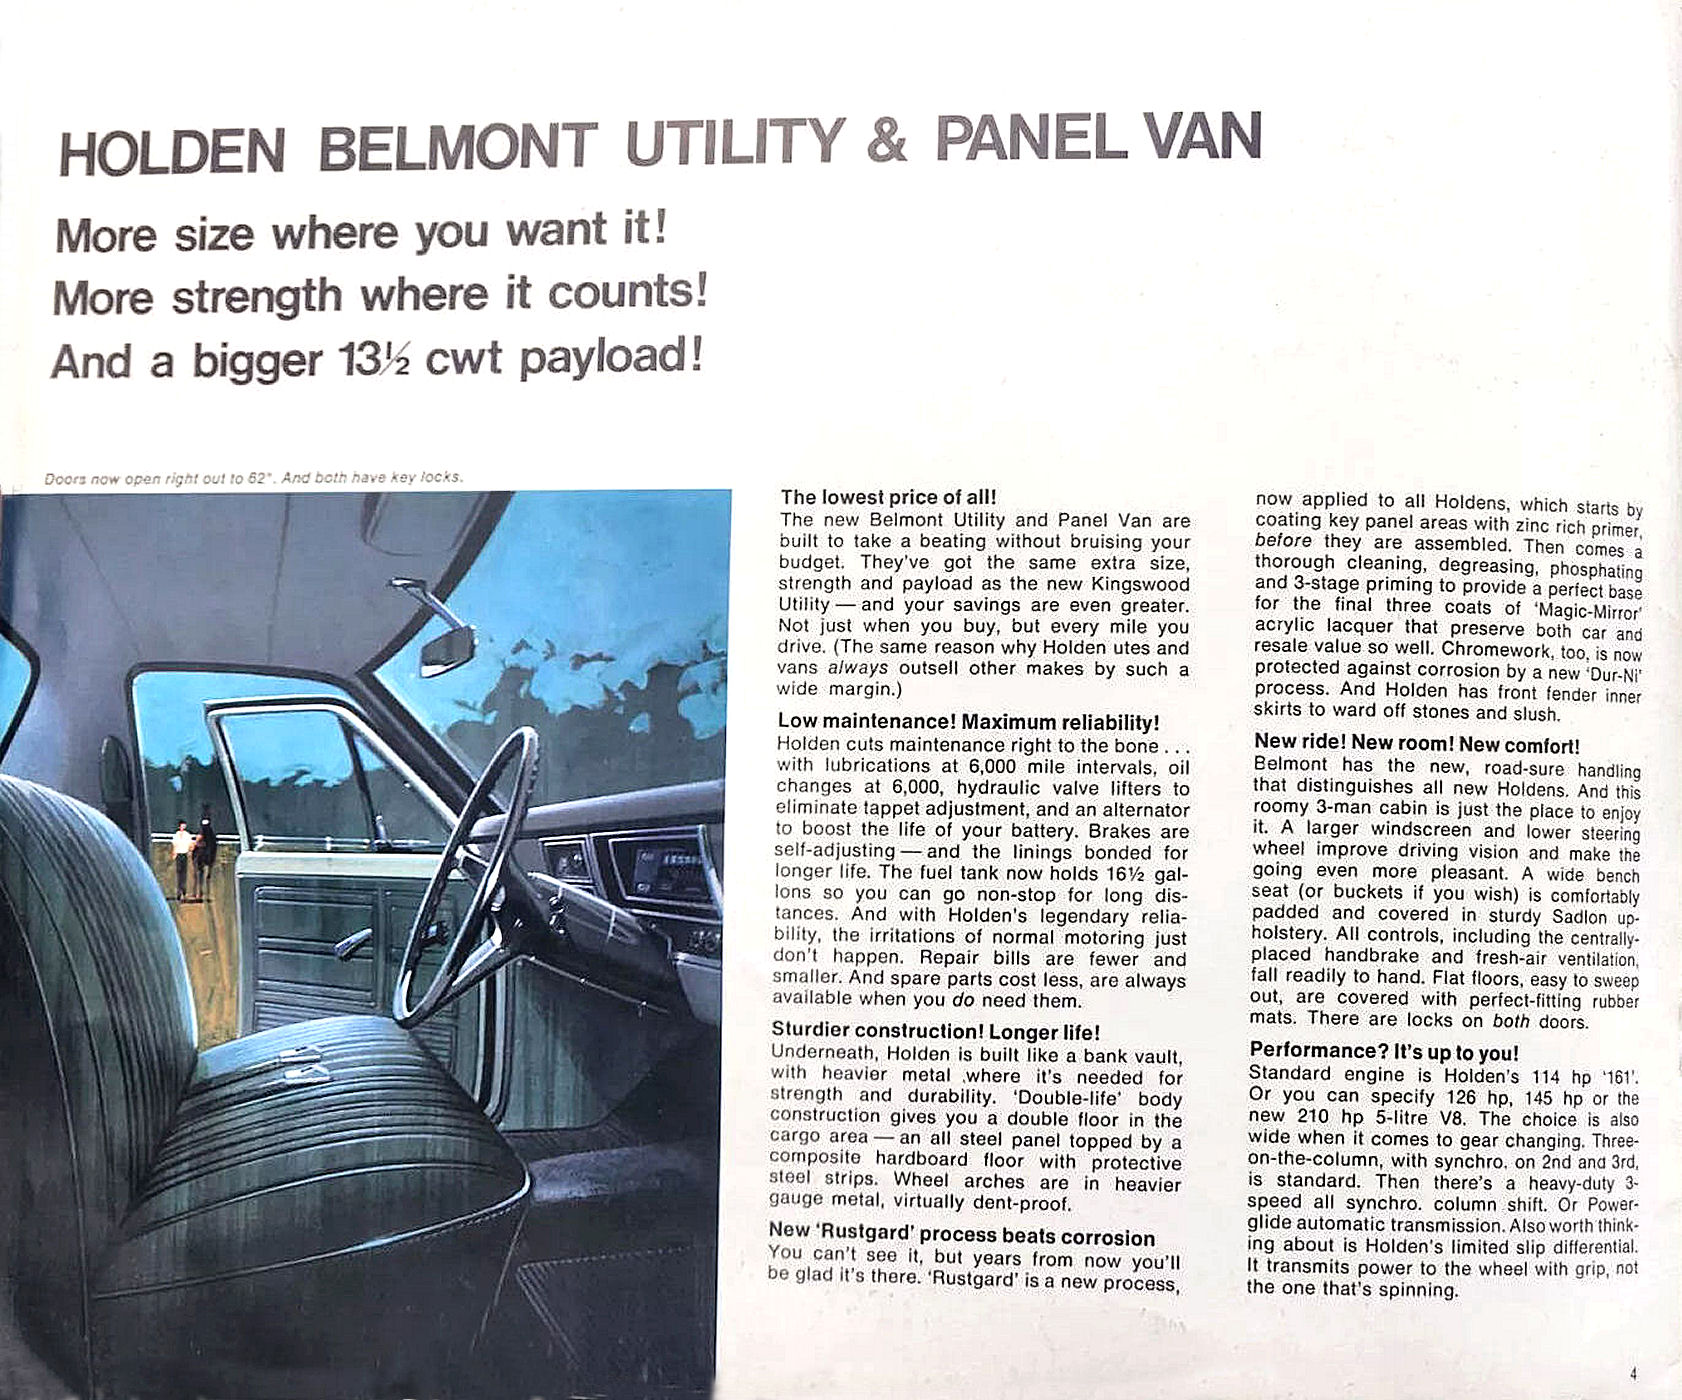 HOLDEN BELMONT UTILITY & PANEL VAN
More size where you want it!
More strength where it counts!
And a bigger 13½ cwt payload!
Doors now open right out to 62°. And both have key locks.
The lowest price of all!
The new Belmont Utility and Panel Van are
built to take a beating without bruising your
budget. They've got the same extra size,
strength and payload as the new Kingswood
Utility — and your savings are even greater.
Not just when you buy, but every mile you
drive. (The same reason why Holden utes and
vans always outsell other makes by such a
wide margin.)
Low maintenance! Maximum reliability!
Holden cuts maintenance right to the bone . . .
with lubrications at 6,000 mile intervals, oil
changes at 6,000, hydraulic valve lifters to
eliminate tappet adjustment, and an alternator
to boost the life of your battery. Brakes are
self-adjusting — and the linings bonded for
longer life. The fuel tank now holds 16½ gal-
lons so you can go non-stop for long dis-
tances. And with Holden's legendary relia-
bility, the irritations of normal motoring just
don't happen. Repair bills are fewer and
smaller. And spare parts cost less, are always
available when you do need them.
Sturdier construction! Longer life!
Underneath, Holden is built like a bank vault,
with heavier metal where it's needed for
strength and durability. 'Double-life' body
construction gives you a double floor in the
cargo area — an all steel panel topped by a
composite hardboard floor with protective
steel strips. Wheel arches are in heavier
gauge metal, virtually dent-proof.
New 'Rustgard' process beats corrosion
You can't see it, but years from now you'll
be glad it's there. 'Rustgard' is a new process,
now applied to all Holdens, which starts by
coating key panel areas with zinc rich primer,
before they are assembled. Then comes a
thorough cleaning, degreasing, phosphating
and 3-stage priming to provide a perfect base
for the final three coats of 'Magic-Mirror'
acrylic lacquer that preserve both car and
resale value so well. Chromework, too, is now
protected against corrosion by a new 'Dur-Ni'
process. And Holden has front fender inner
skirts to ward off stones and slush.
New ride! New room! New comfort!
Belmont has the new, road-sure handling
that distinguishes all new Holdens. And this
roomy 3-man cabin is just the place to enjoy
it. A larger windscreen and lower steering
wheel improve driving vision and make the
going even more pleasant. A wide bench
seat (or buckets if you wish) is comfortably
padded and covered in sturdy Sadlon up-
holstery. All controls, including the centrally-
placed handbrake and fresh-air ventilation,
fall readily to hand. Flat floors, easy to sweep
out, are covered with perfect-fitting rubber
mats. There are locks on both doors.
Performance? It's up to you!
Standard engine is Holden's 114 hp '161'.
Or you can specify 126 hp, 145 hp or the
new 210 hp 5-litre V8. The choice is also
wide when it comes to gear changing. Three-
on-the-column, with synchro. on 2nd and 3rd,
is standard. Then there's a heavy-duty 3-
speed all synchro. column shift. Or Power-
glide automatic transmission. Also worth think-
ing about is Holden's limited slip differential.
It transmits power to the wheel with grip, not
the one that's spinning.
4